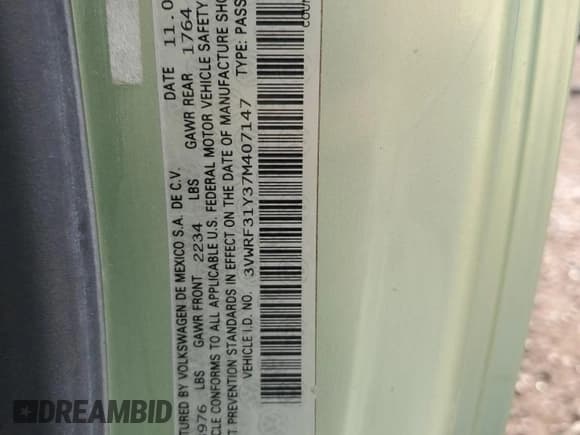 TURED BY VOLKSWAGEN DE MEXICO S.A. DE C.V. DATE 11.0
976 LBS GAWR FRONT 2234 LBS GAWR REAR 1764
CLE CONFORMS TO ALL APPLICABLE U.S. FEDERAL MOTOR VEHICLE SAFETY
T PREVENTION STANDARDS IN EFFECT ON THE DATE OF MANUFACTURE SHO
VEHICLE I.D. NO. 3VWRF31Y37M407147 TYPE: PASS
COUN
DREAMBID